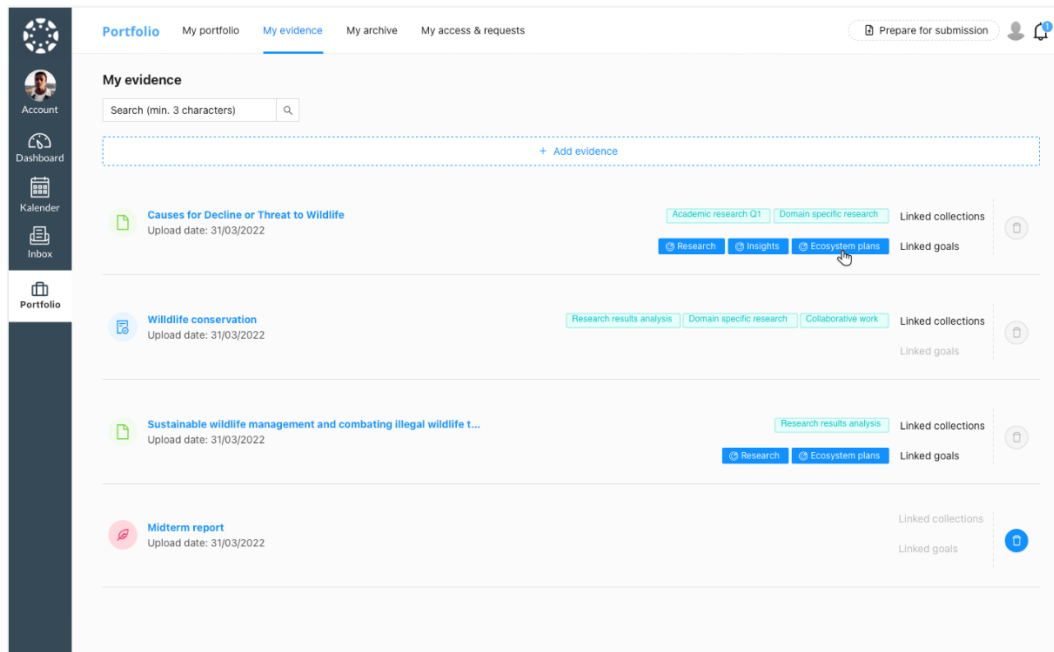 Portfolio My portfolio My evidence My archive My access & requests Prepare for submission 1
My evidence
Account
Search (min. 3 characters)
Dashboard
+ Add evidence
Kalender
Causes for Decline or Threat to Wildlife Academic research Q1 Domain specific research Linked collections
Upload date: 31/03/2022
Research Insights Ecosystem plans Linked goals
Inbox
Portfolio
Willdlife conservation Research results analysis Domain specific research Collaborative work Linked collections
Upload date: 31/03/2022
Linked goals
Sustainable wildlife management and combating illegal wildlife t... Research results analysis Linked collections
Upload date: 31/03/2022
Research Ecosystem plans Linked goals
Midterm report Linked collections
Upload date: 31/03/2022
Linked goals